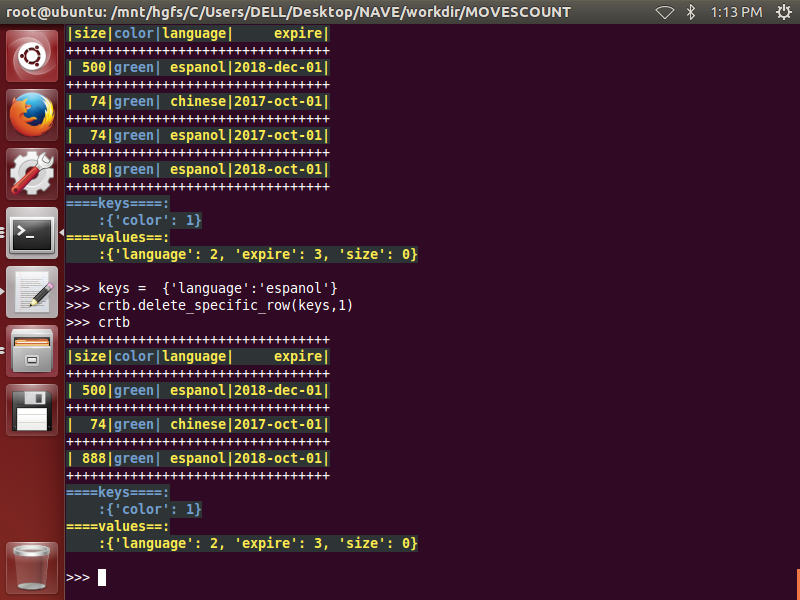 root@ubuntu: /mnt/hgfs/C/Users/DELL/Desktop/NAVE/workdir/MOVESCOUNT 1:13 PM
|size|color|language|     expire|
+++++++++++++++++++++++++++++++++
| 500|green| espanol|2018-dec-01|
+++++++++++++++++++++++++++++++++
|  74|green| chinese|2017-oct-01|
+++++++++++++++++++++++++++++++++
|  74|green| espanol|2017-oct-01|
+++++++++++++++++++++++++++++++++
| 888|green| espanol|2018-oct-01|
+++++++++++++++++++++++++++++++++
====keys====:
    :{'color': 1}
====values==:
    :{'language': 2, 'expire': 3, 'size': 0}
>>> keys =  {'language':'espanol'}
>>> crtb.delete_specific_row(keys,1)
>>> crtb
+++++++++++++++++++++++++++++++++
|size|color|language|     expire|
+++++++++++++++++++++++++++++++++
| 500|green| espanol|2018-dec-01|
+++++++++++++++++++++++++++++++++
|  74|green| chinese|2017-oct-01|
+++++++++++++++++++++++++++++++++
| 888|green| espanol|2018-oct-01|
+++++++++++++++++++++++++++++++++
====keys====:
    :{'color': 1}
====values==:
    :{'language': 2, 'expire': 3, 'size': 0}
>>>